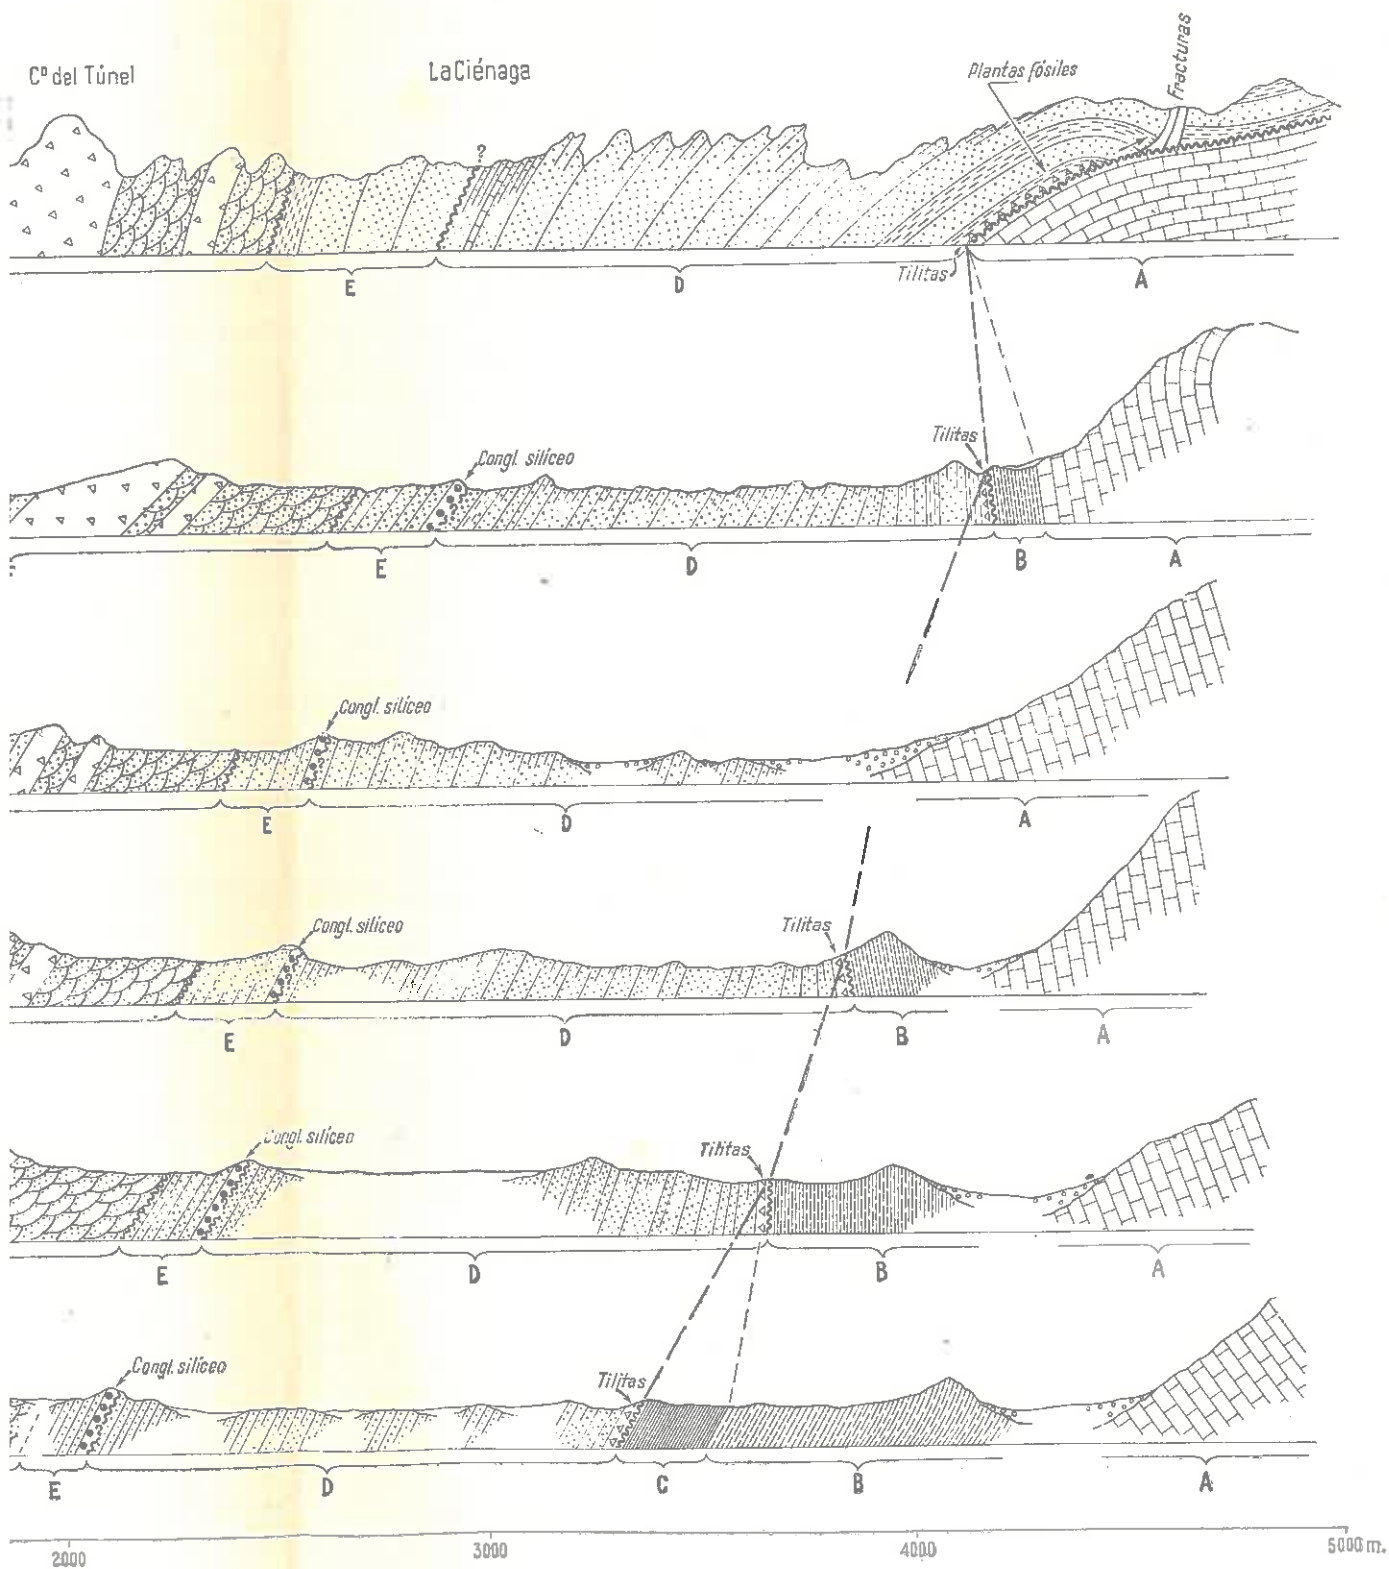 Cº del Túnel
La Ciénaga
Plantas fósiles
Fracturas
?
Tilitas
E
D
A
Tilitas
Congl. silíceo
E
D
B
A
Congl. silíceo
E
D
A
Congl. silíceo
Tilitas
E
D
B
A
Congl. silíceo
Tilitas
E
D
B
A
Congl. silíceo
Tilitas
E
D
C
B
A
2000
3000
4000
5000 m.